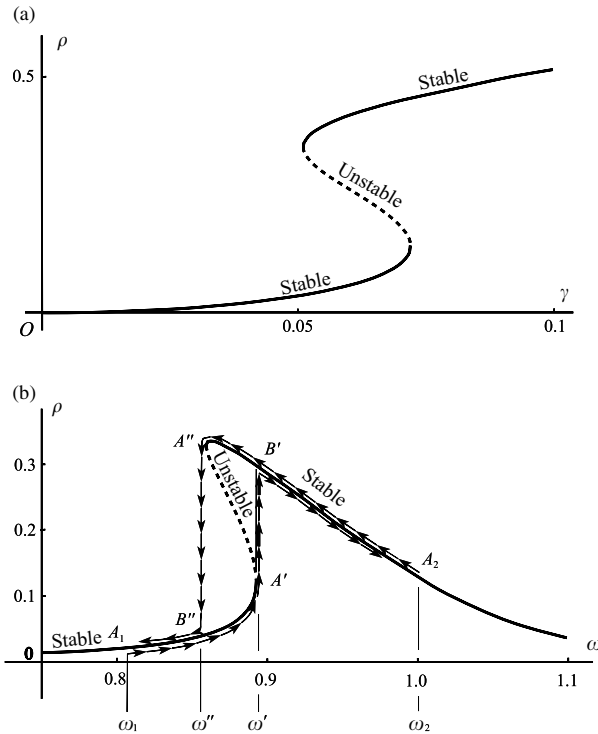 (a)
ρ
0.5
Stable
Unstable
Stable
γ
O
0.05
0.1
(b)
ρ
A″
B′
0.3
Unstable
Stable
0.2
A₂
A′
0.1
B″
Stable
A₁
0
0.8
0.9
1.0
1.1
ω
ω₁
ω″
ω′
ω₂